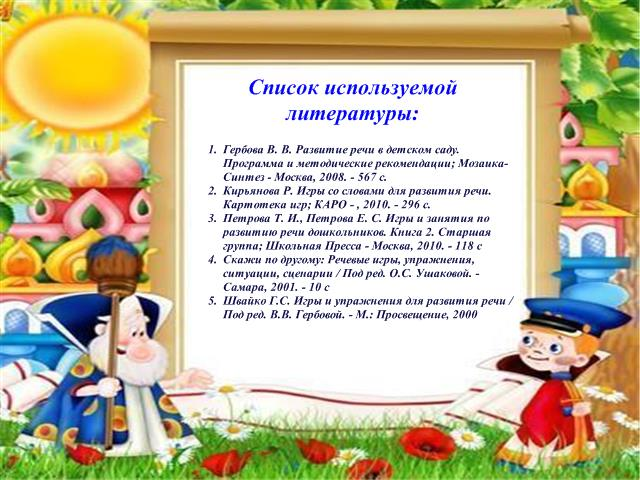 Список используемой
литературы:
1. Гербова В. В. Развитие речи в детском саду.
Программа и методические рекомендации; Мозаика-
Синтез - Москва, 2008. - 567 с.
2. Кирьянова Р. Игры со словами для развития речи.
Картотека игр; КАРО - , 2010. - 296 с.
3. Петрова Т. И., Петрова Е. С. Игры и занятия по
развитию речи дошкольников. Книга 2. Старшая
группа; Школьная Пресса - Москва, 2010. - 118 с
4. Скажи по другому: Речевые игры, упражнения,
ситуации, сценарии / Под ред. О.С. Ушаковой. -
Самара, 2001. - 10 с
5. Швайко Г.С. Игры и упражнения для развития речи /
Под ред. В.В. Гербовой. - М.: Просвещение, 2000